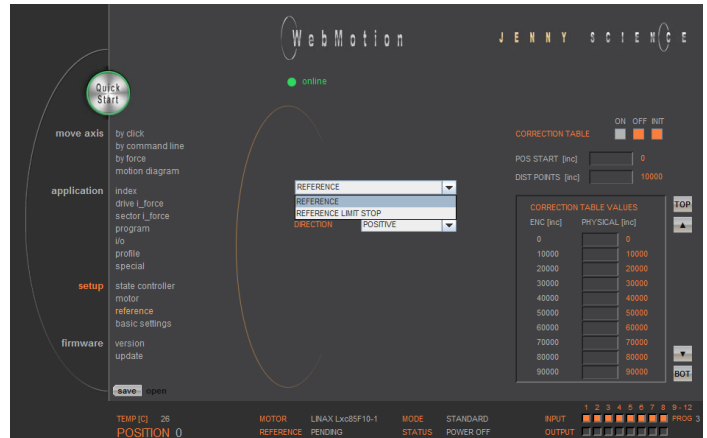 WebMotion
JENNY SCIENCE
online
Quick
Start
move axis
by click
by command line
by force
motion diagram
application
index
drive i_force
sector i_force
program
i/o
profile
special
setup
state controller
motor
reference
basic settings
firmware
version
update
save open
REFERENCE
REFERENCE
REFERENCE LIMIT STOP
DIRECTION POSITIVE
ON OFF INIT
CORRECTION TABLE
POS START [inc] 0
DIST POINTS [inc] 10000
CORRECTION TABLE VALUES
ENC [inc] PHYSICAL [inc]
0 0
10000 10000
20000 20000
30000 30000
40000 40000
50000 50000
60000 60000
70000 70000
80000 80000
90000 90000
TOP
BOT
TEMP [C] 26
POSITION 0
MOTOR LINAX Lxc85F10-1
REFERENCE PENDING
MODE STANDARD
STATUS POWER OFF
1 2 3 4 5 6 7 8 9 - 12
INPUT PROG 3
OUTPUT